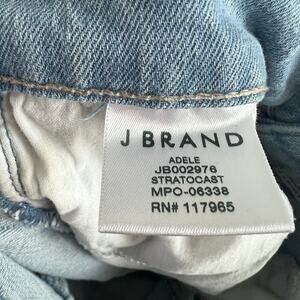 J BRAND
ADELE
JB002976
STRATOCAST
MPO-06338
RN# 117965